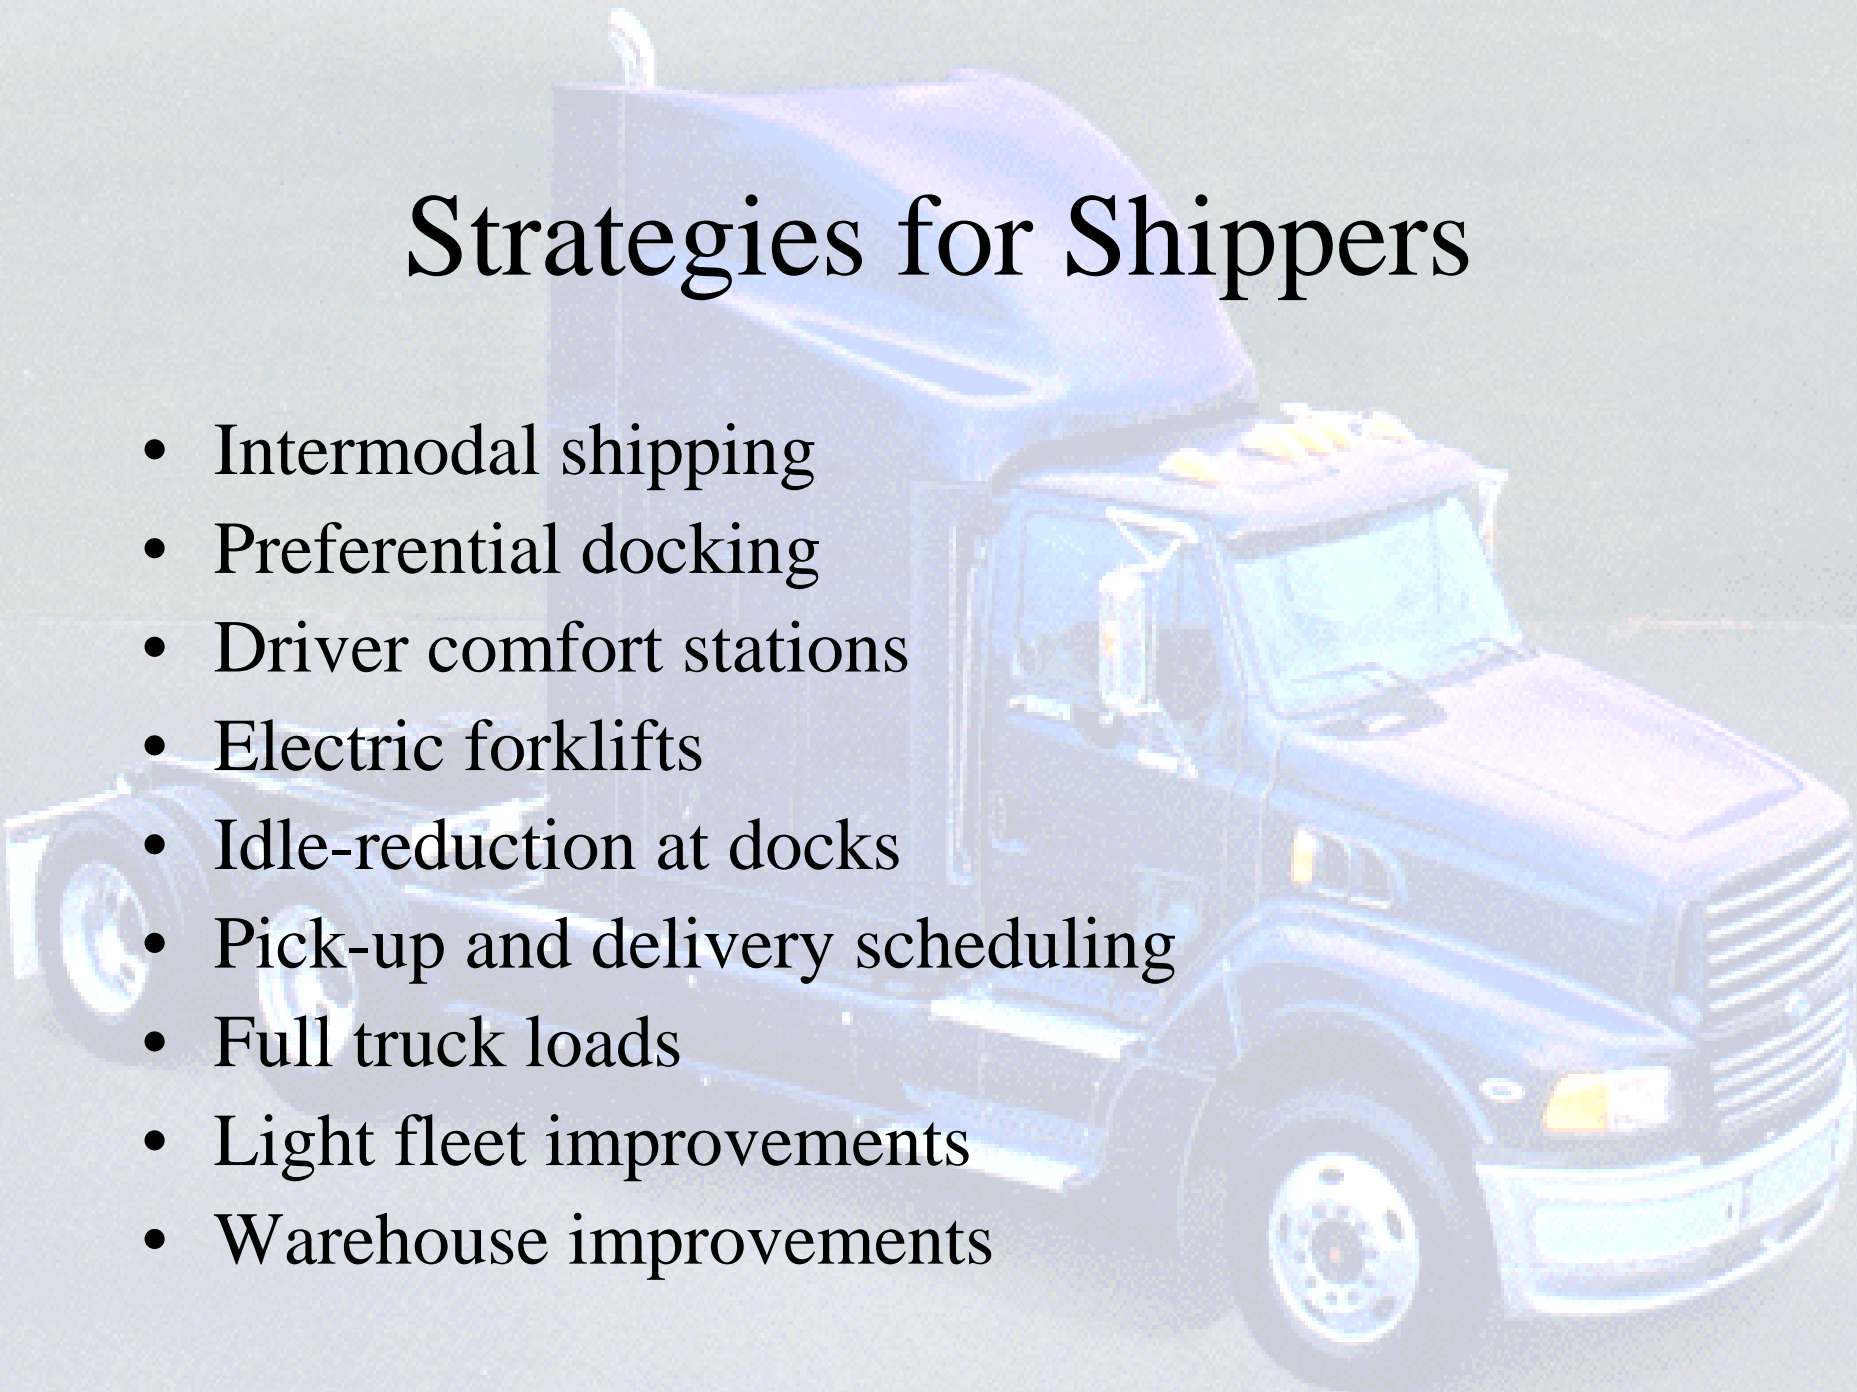 Strategies for Shippers
• Intermodal shipping
• Preferential docking
• Driver comfort stations
• Electric forklifts
• Idle-reduction at docks
• Pick-up and delivery scheduling
• Full truck loads
• Light fleet improvements
• Warehouse improvements